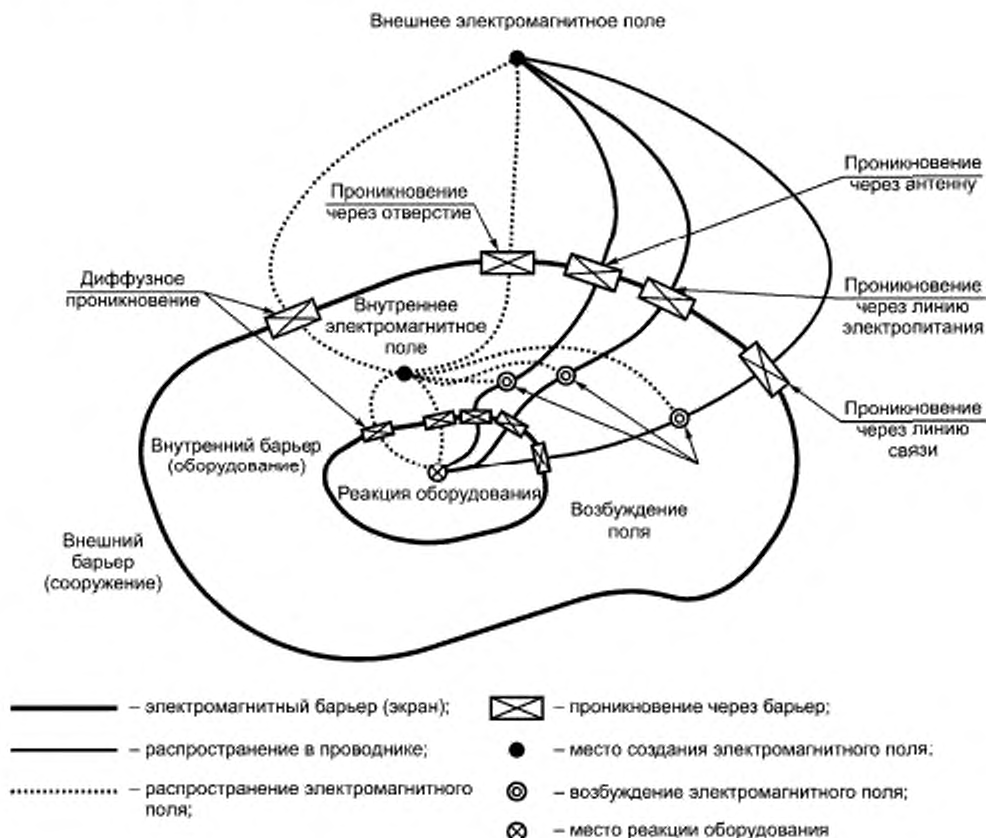 Внешнее электромагнитное поле
Проникновение
через антенну
Проникновение
через отверстие
Диффузное
проникновение
Внутреннее
электромагнитное
поле
Проникновение
через линию
электропитания
Проникновение
через линию
связи
Внутренний барьер
(оборудование)
Реакция оборудования
Возбуждение
поля
Внешний
барьер
(сооружение)
– электромагнитный барьер (экран);
– проникновение через барьер;
– распространение в проводнике;
– место создания электромагнитного поля;
– распространение электромагнитного
поля;
– возбуждение электромагнитного поля;
– место реакции оборудования